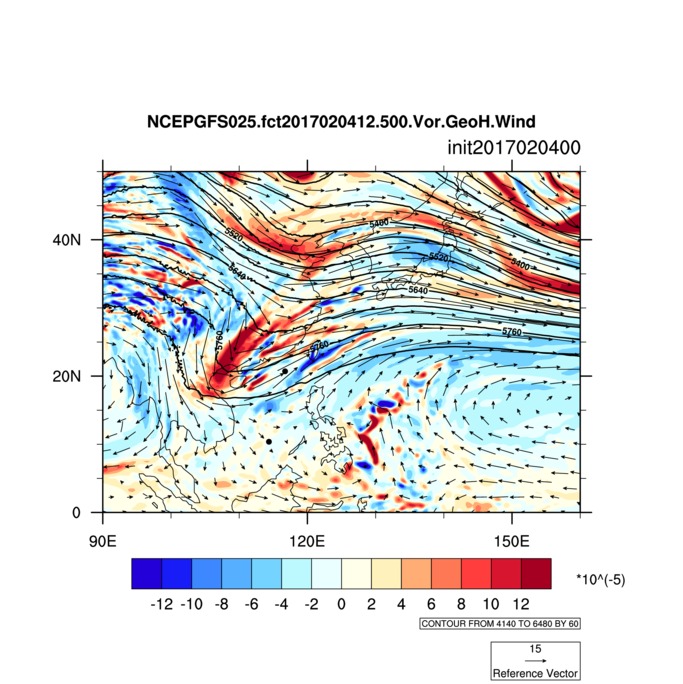 NCEPGFS025.fct2017020412.500.Vor.GeoH.Wind
init2017020400
5400
5520
5520
5400
5640
5640
5760
5760
5760
40N
20N
0
90E 120E 150E
-12 -10 -8 -6 -4 -2 0 2 4 6 8 10 12
*10^(-5)
CONTOUR FROM 4140 TO 6480 BY 60
15
Reference Vector